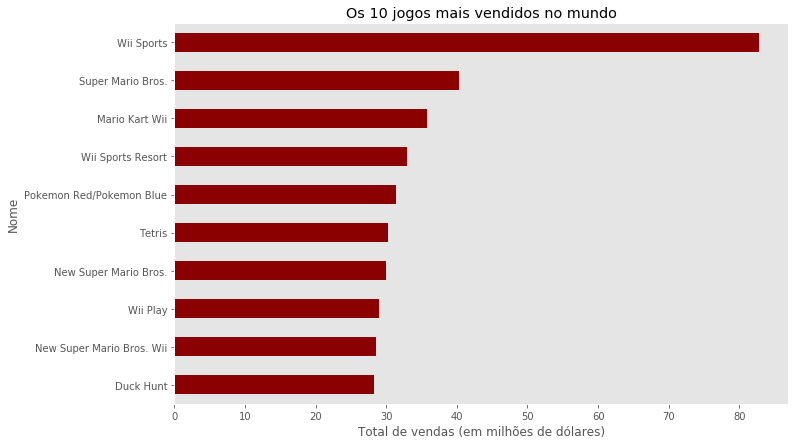 Os 10 jogos mais vendidos no mundo
Nome
Wii Sports
Super Mario Bros.
Mario Kart Wii
Wii Sports Resort
Pokemon Red/Pokemon Blue
Tetris
New Super Mario Bros.
Wii Play
New Super Mario Bros. Wii
Duck Hunt
0 10 20 30 40 50 60 70 80
Total de vendas (em milhões de dólares)